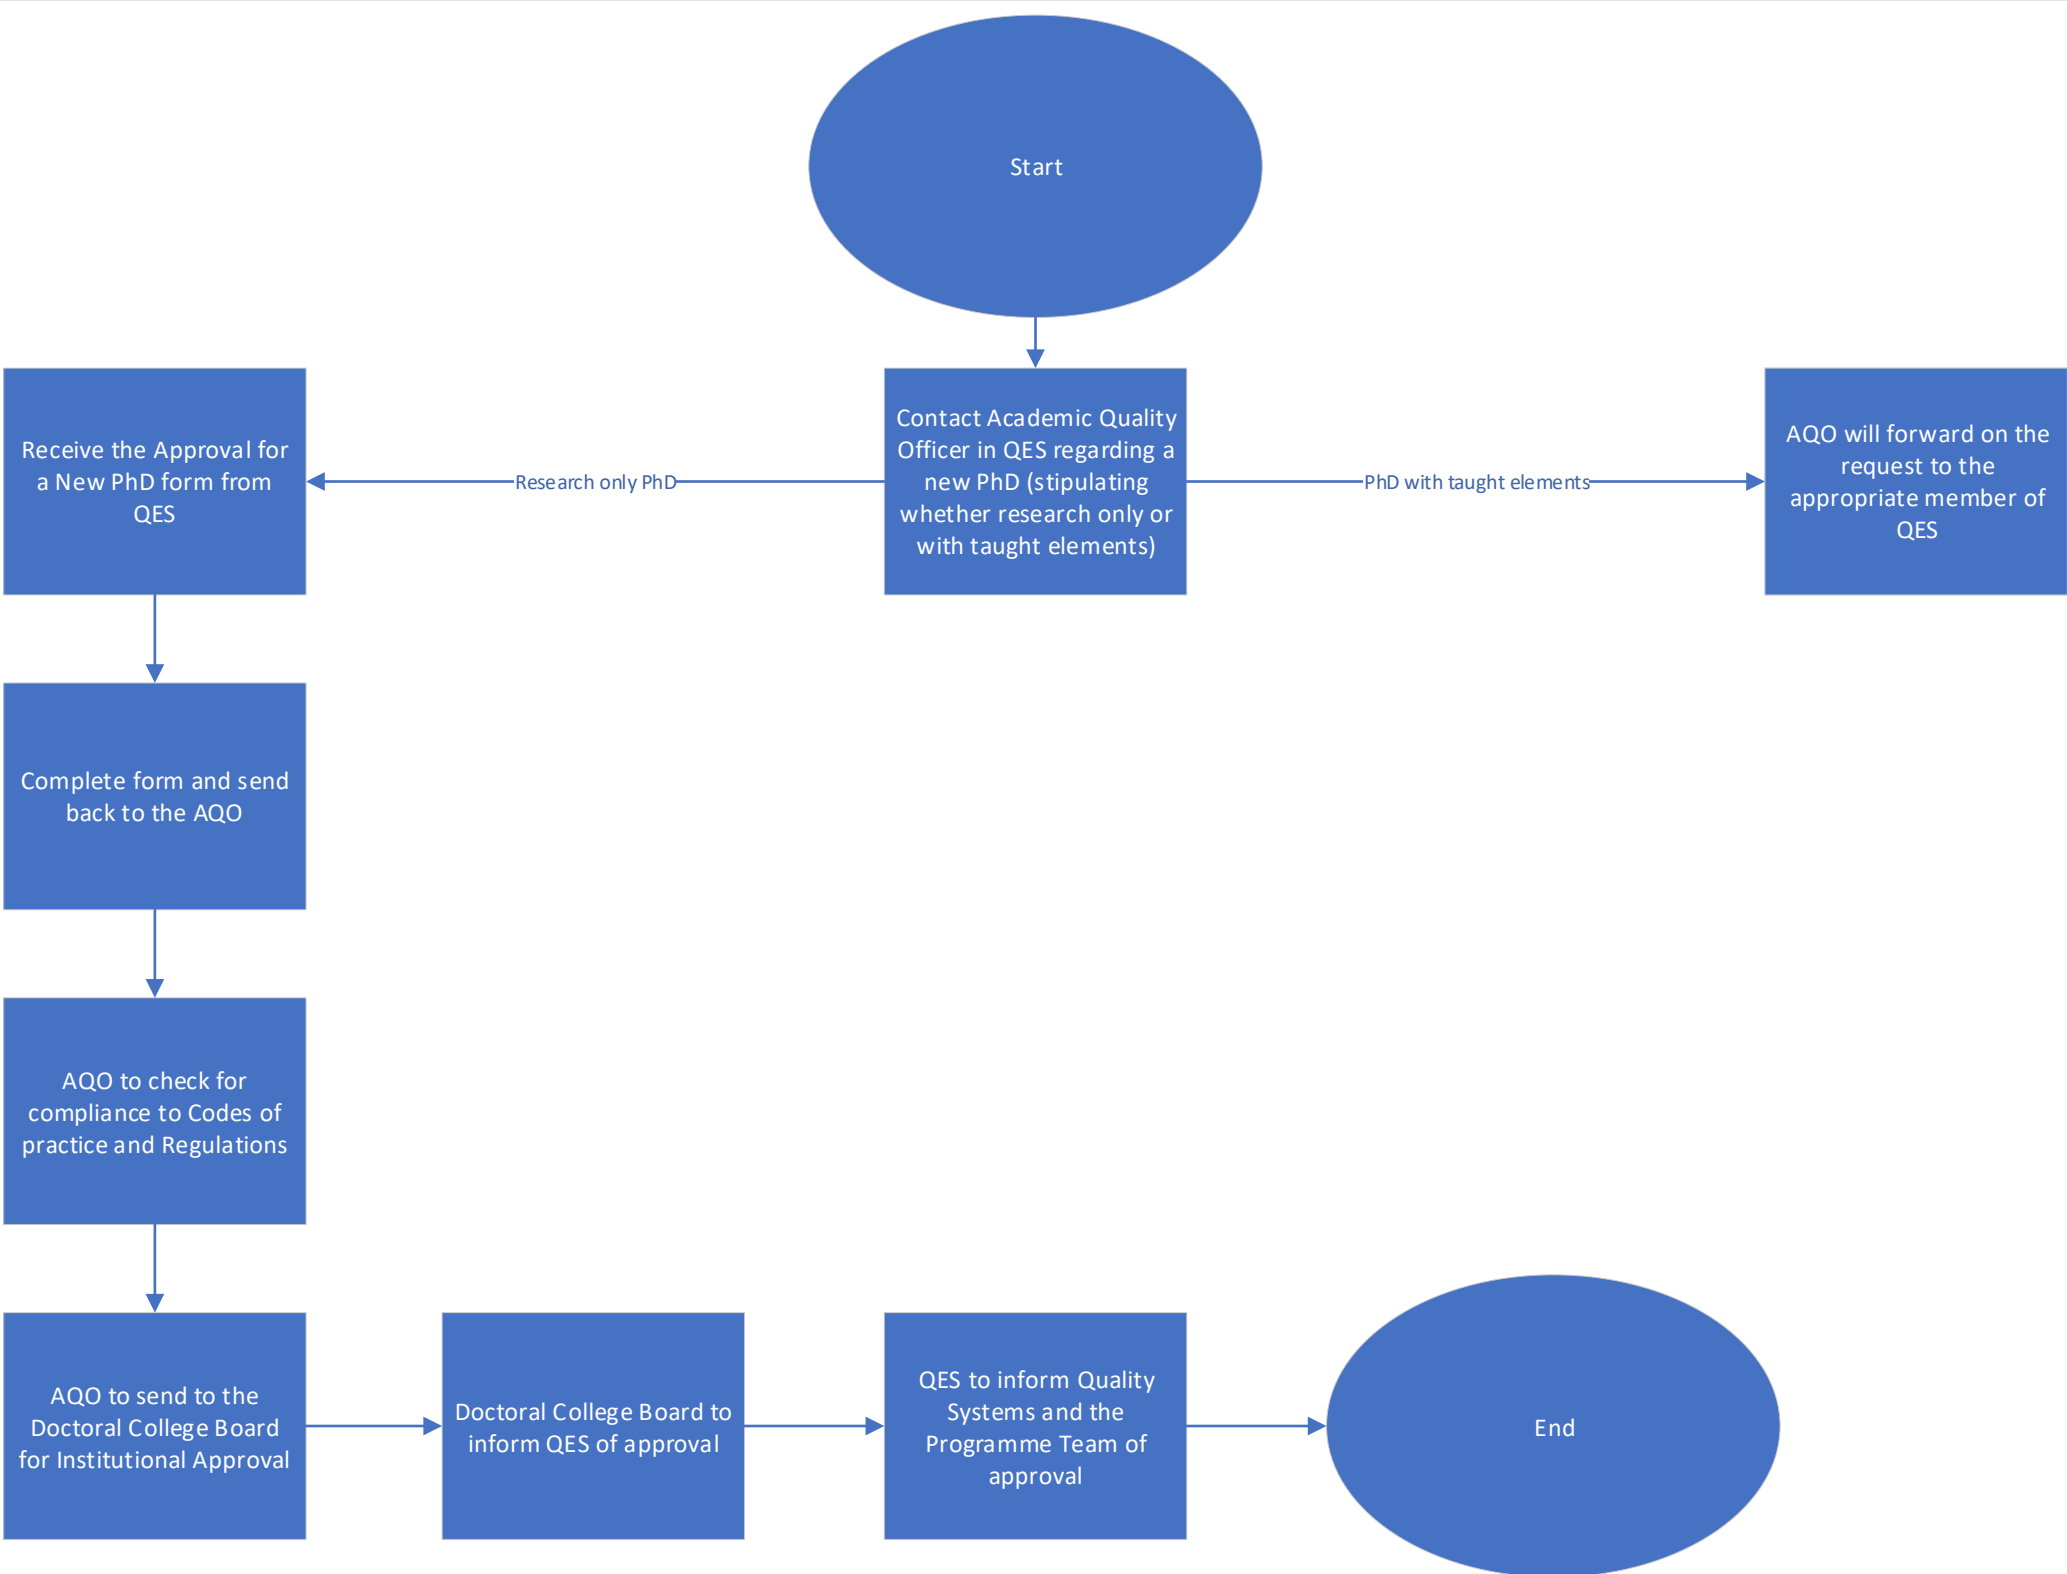 Start
Receive the Approval for
a New PhD form from
QES
Research only PhD
Contact Academic Quality
Officer in QES regarding a
new PhD (stipulating
whether research only or
with taught elements)
PhD with taught elements
AQO will forward on the
request to the
appropriate member of
QES
Complete form and send
back to the AQO
AQO to check for
compliance to Codes of
practice and Regulations
AQO to send to the
Doctoral College Board
for Institutional Approval
Doctoral College Board to
inform QES of approval
QES to inform Quality
Systems and the
Programme Team of
approval
End